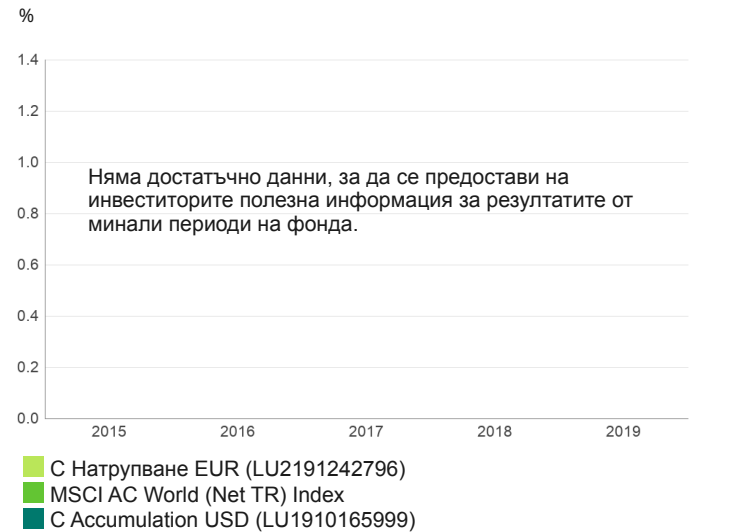 %
1.4
1.2
1.0
Няма достатъчно данни, за да се предостави на
инвеститорите полезна информация за резултатите от
минали периоди на фонда.
0.8
0.6
0.4
0.2
0.0
2015 2016 2017 2018 2019
C Натрупване EUR (LU2191242796)
MSCI AC World (Net TR) Index
C Accumulation USD (LU1910165999)